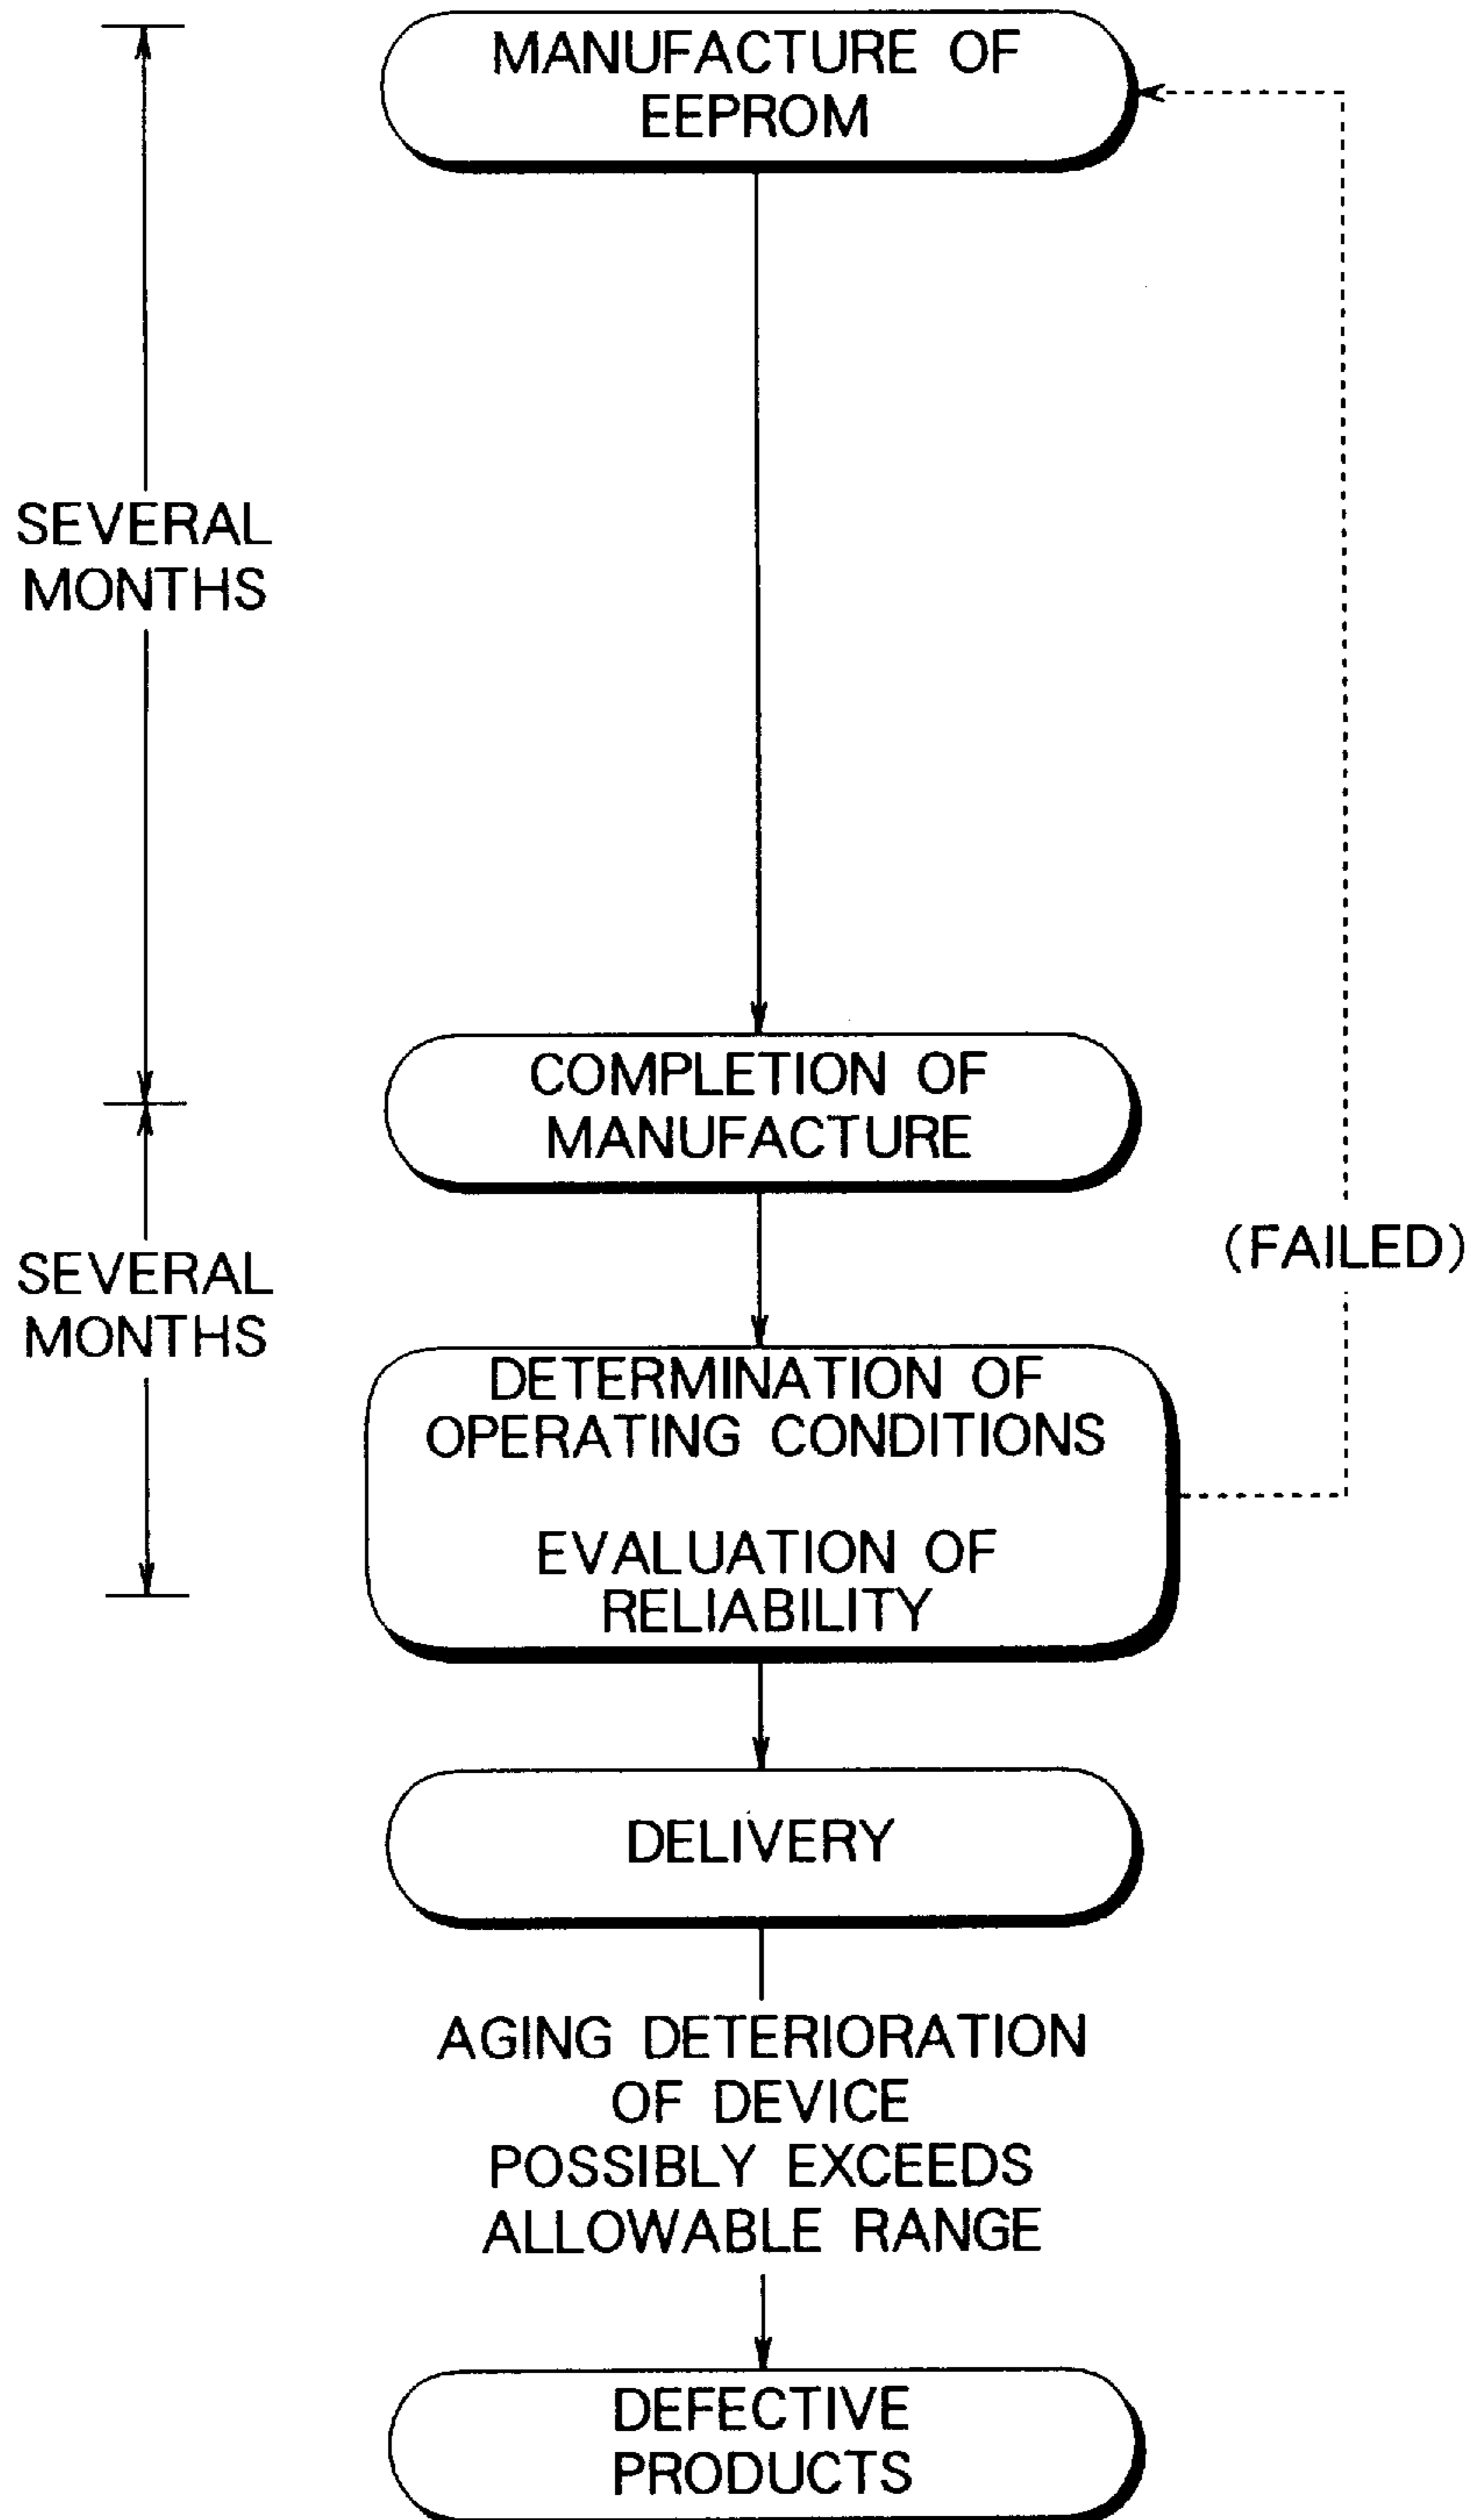 MANUFACTURE OF
EEPROM
SEVERAL
MONTHS
COMPLETION OF
MANUFACTURE
SEVERAL
MONTHS
(FAILED)
DETERMINATION OF
OPERATING CONDITIONS
EVALUATION OF
RELIABILITY
DELIVERY
AGING DETERIORATION
OF DEVICE
POSSIBLY EXCEEDS
ALLOWABLE RANGE
DEFECTIVE
PRODUCTS